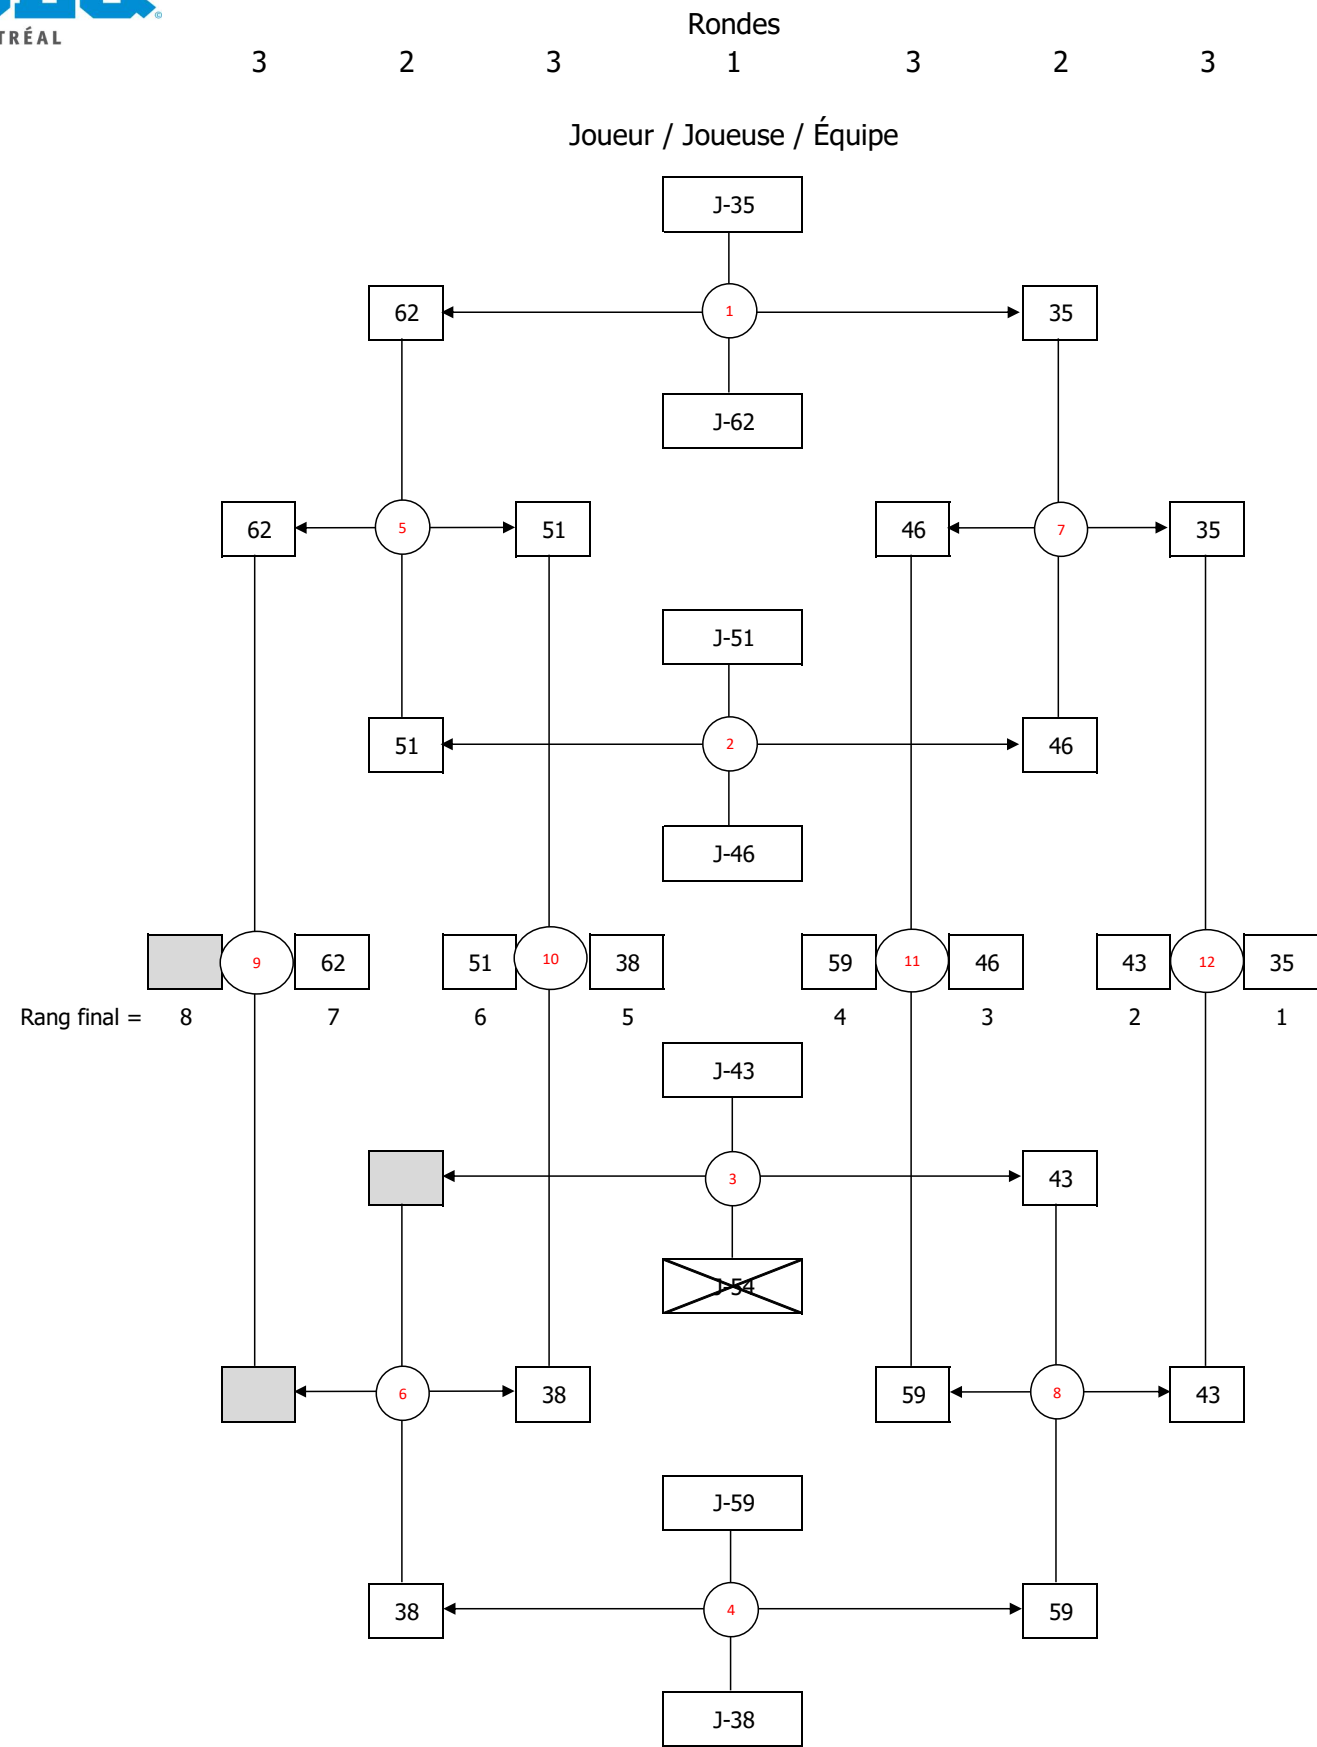 TRÉAL
Rondes
3 2 3 1 3 2 3
Joueur / Joueuse / Équipe
J-35
62 1 35
J-62
62 5 51 46 7 35
J-51
51 2 46
J-46
9 62 51 10 38 59 11 46 43 12 35
Rang final = 8 7 6 5 4 3 2 1
J-43
3 43
J-54
6 38 59 8 43
J-59
38 4 59
J-38